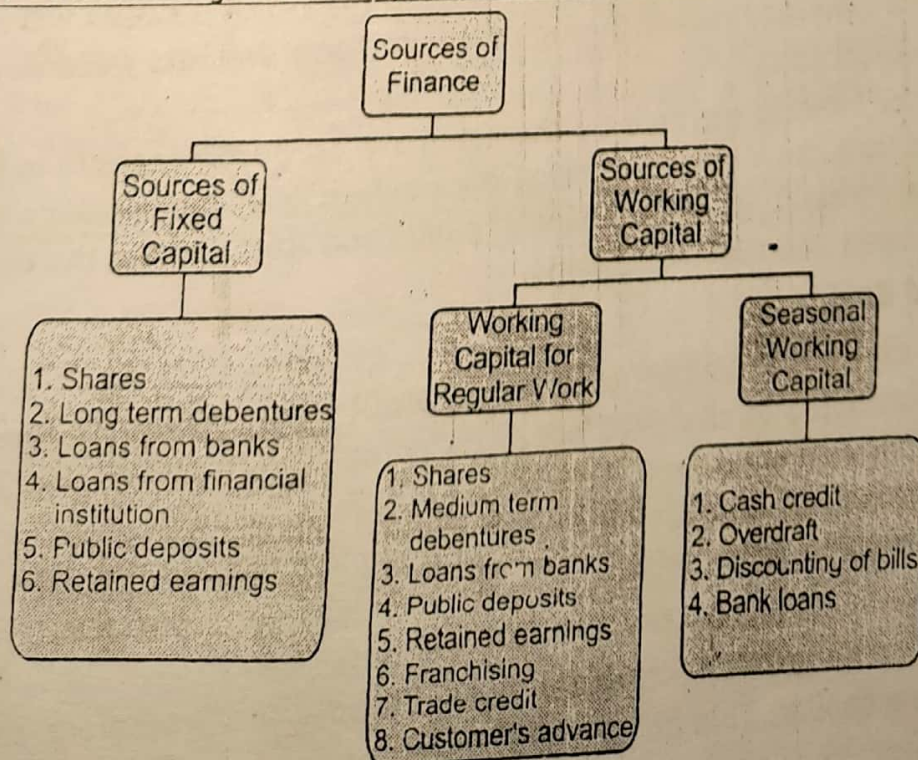 Sources of
Finance
Sources of
Fixed
Capital
Sources of
Working
Capital
Working
Capital for
Regular Work
Seasonal
Working
Capital
1. Shares
2. Long term debentures
3. Loans from banks
4. Loans from financial
institution
5. Public deposits
6. Retained earnings
1. Shares
2. Medium term
debentures
3. Loans from banks
4. Public deposits
5. Retained earnings
6. Franchising
7. Trade credit
8. Customer's advance
1. Cash credit
2. Overdraft
3. Discountiny of bills
4. Bank loans